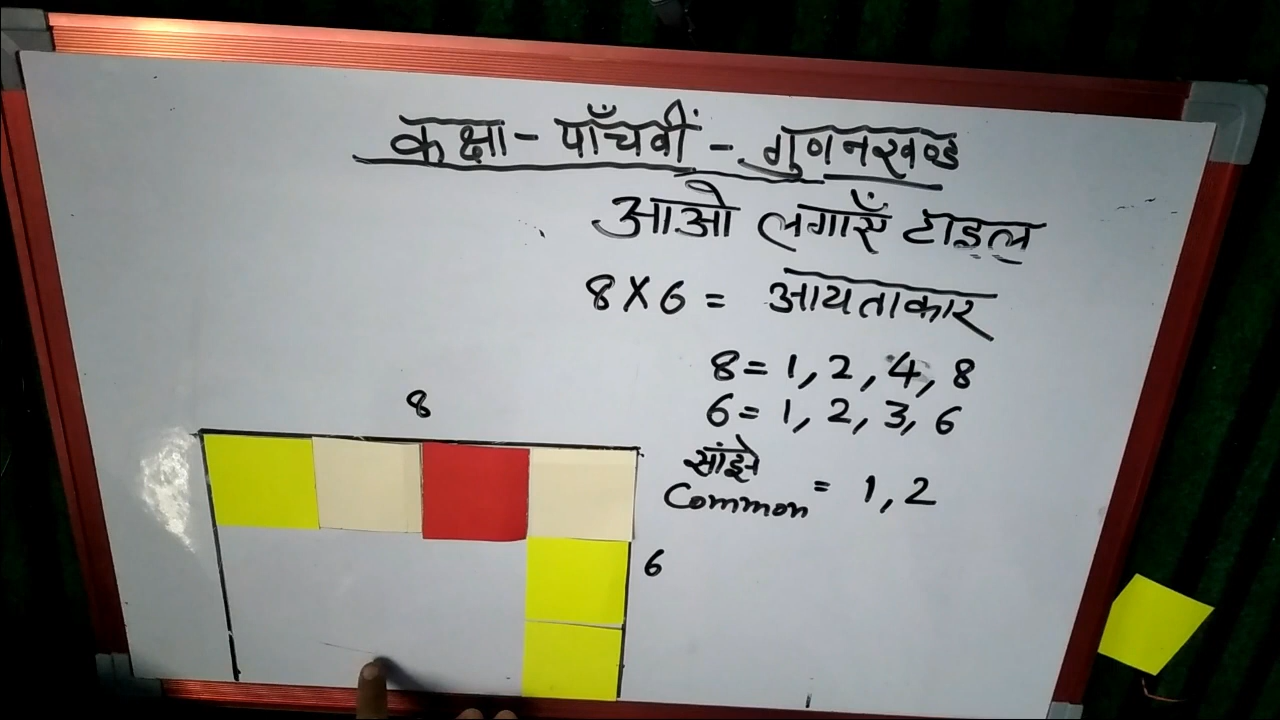 कक्षा - पाँचवीं - गुणनखण्ड
आओ लगाएँ टाइल
8 X 6 = आयताकार
8 = 1, 2, 4, 8
6 = 1, 2, 3, 6
सांझे
Common = 1, 2
8
6